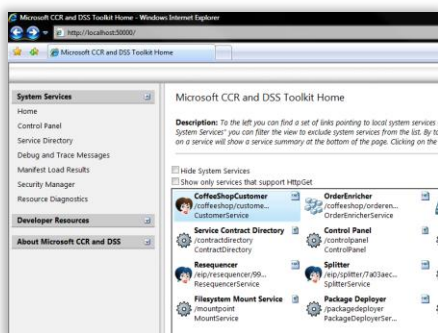 Microsoft CCR and DSS Toolkit Home - Windows Internet Explorer
http://localhost:50000/
Microsoft CCR and DSS Toolkit Home
System Services
Home
Control Panel
Service Directory
Debug and Trace Messages
Manifest Load Results
Security Manager
Resource Diagnostics
Developer Resources
About Microsoft CCR and DSS
Microsoft CCR and DSS Toolkit Home
Description: To the left you can find a set of links pointing to local system services
System Services" you can filter the view to exclude system services from the list. By to
on a service will show a service summary at the bottom of the page. Clicking on the
Hide System Services
Show only services that support HttpGet
CoffeeShopCustomer
/coffeeshop/custome...
CustomerService
OrderEnricher
/coffeeshop/orderen...
OrderEnricherService
Service Contract Directory
/contractdirectory
ContractDirectory
Control Panel
/controlpanel
ControlPanel
Resequencer
/eip/resequencer/99...
ResequencerService
Splitter
/eip/splitter/7a03aec...
SplitterService
Filesystem Mount Service
/mountpoint
MountService
Package Deployer
/packagedeployer
PackageDeployerSer...